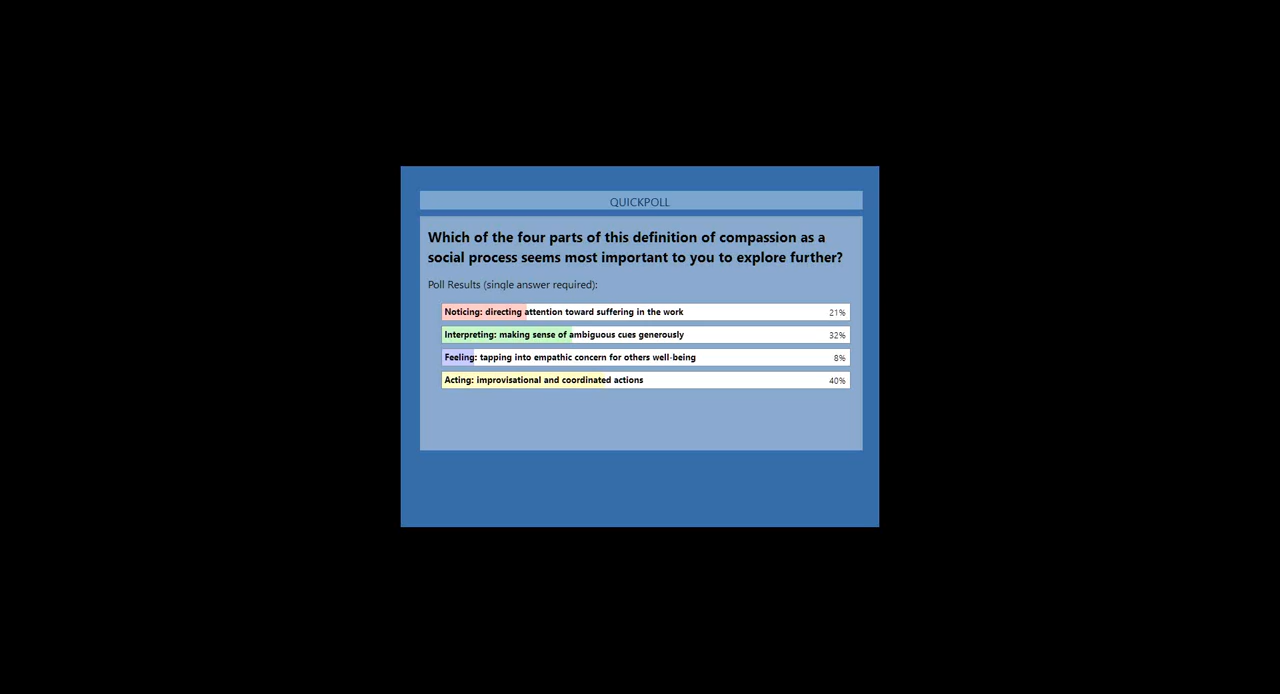 QUICKPOLL
Which of the four parts of this definition of compassion as a
social process seems most important to you to explore further?
Poll Results (single answer required):
Noticing: directing attention toward suffering in the work 21%
Interpreting: making sense of ambiguous cues generously 32%
Feeling: tapping into empathic concern for others well-being 8%
Acting: improvisational and coordinated actions 40%